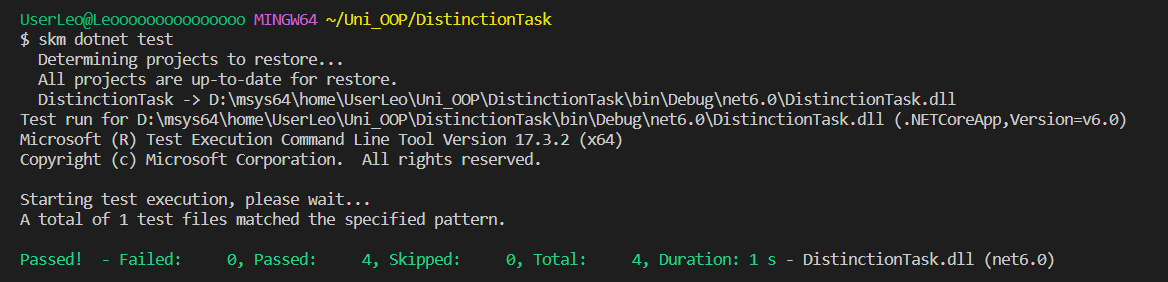 UserLeo@Leooooooooooooooo MINGW64 ~/Uni_OOP/DistinctionTask
$ skm dotnet test
Determining projects to restore...
All projects are up-to-date for restore.
DistinctionTask -> D:\msys64\home\UserLeo\Uni_OOP\DistinctionTask\bin\Debug\net6.0\DistinctionTask.dll
Test run for D:\msys64\home\UserLeo\Uni_OOP\DistinctionTask\bin\Debug\net6.0\DistinctionTask.dll (.NETCoreApp,Version=v6.0)
Microsoft (R) Test Execution Command Line Tool Version 17.3.2 (x64)
Copyright (c) Microsoft Corporation.  All rights reserved.
Starting test execution, please wait...
A total of 1 test files matched the specified pattern.
Passed!  - Failed:     0, Passed:     4, Skipped:     0, Total:     4, Duration: 1 s - DistinctionTask.dll (net6.0)